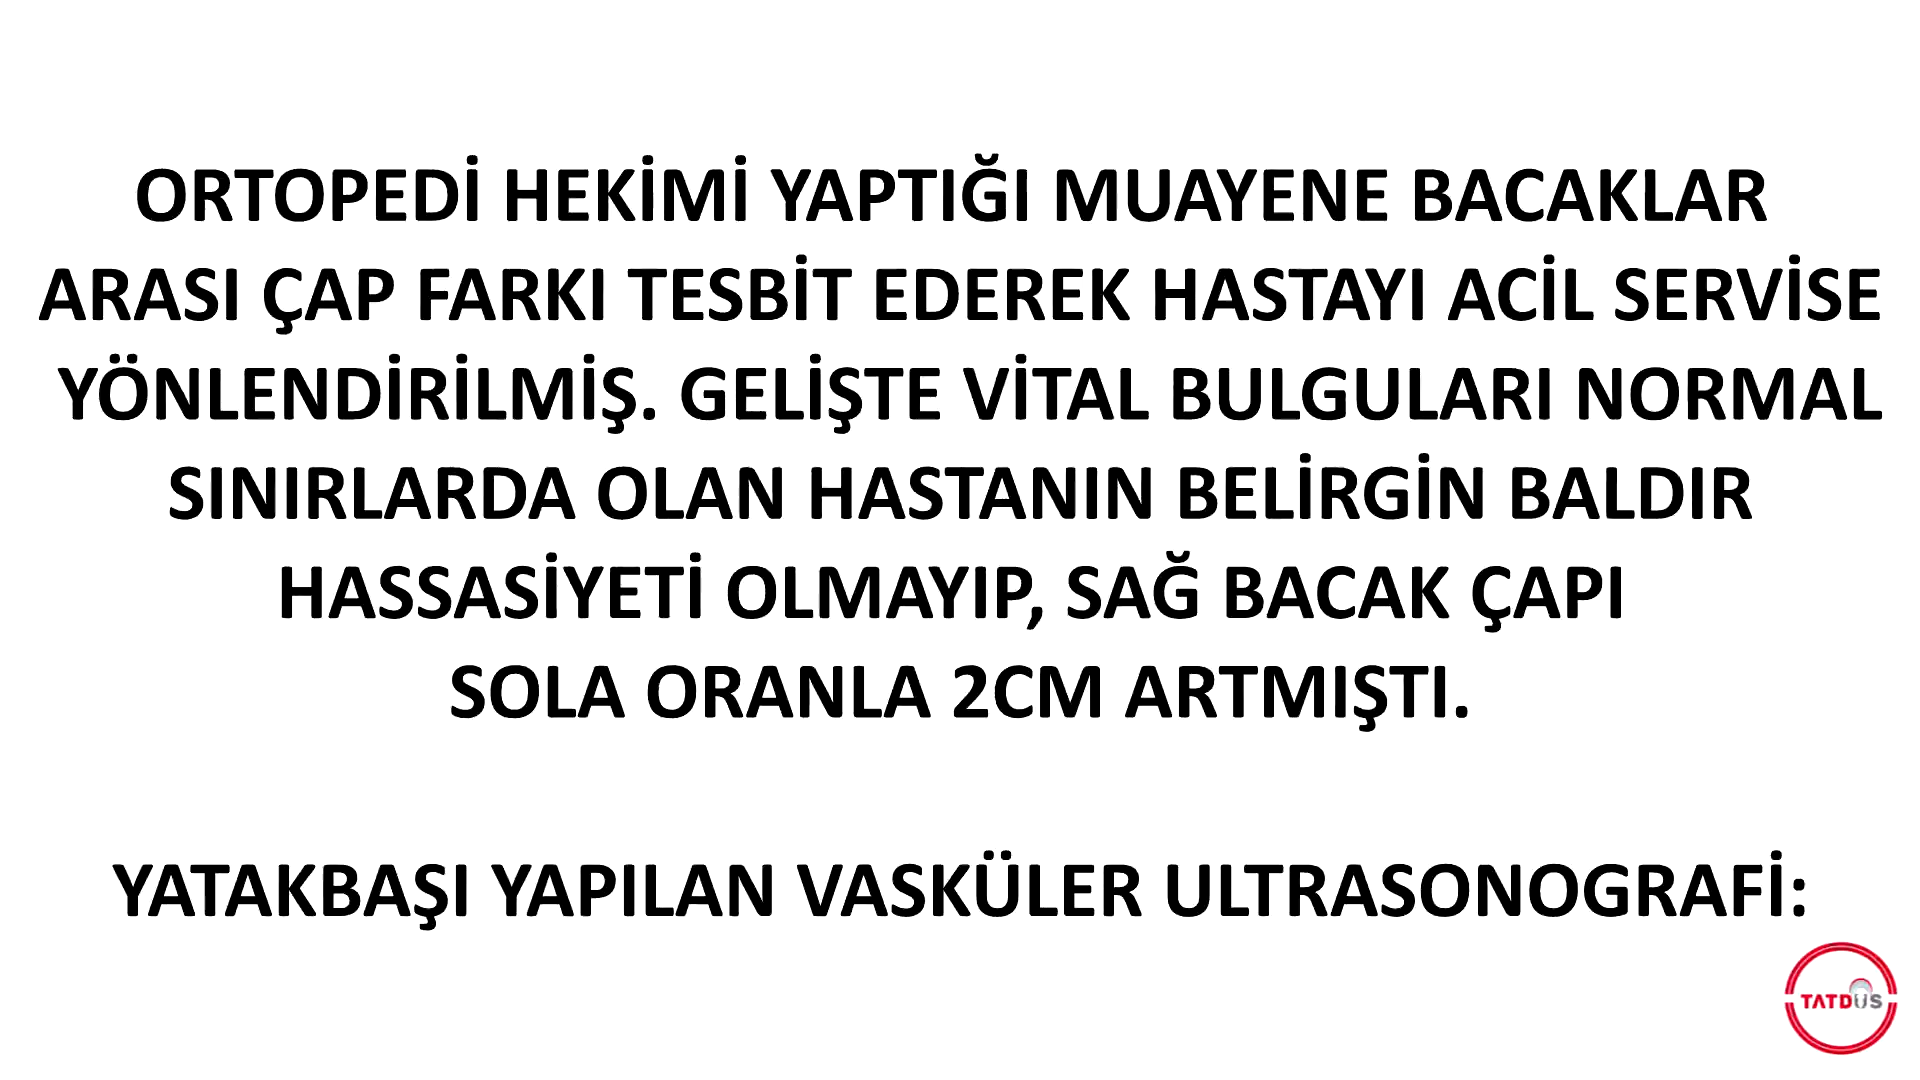 ORTOPEDİ HEKİMİ YAPTIĞI MUAYENE BACAKLAR
ARASI ÇAP FARKI TESBİT EDEREK HASTAYI ACİL SERVİSE
YÖNLENDİRİLMİŞ. GELİŞTE VİTAL BULGULARI NORMAL
SINIRLARDA OLAN HASTANIN BELİRGİN BALDIR
HASSASİYETİ OLMAYIP, SAĞ BACAK ÇAPI
SOLA ORANLA 2CM ARTMIŞTI.
YATAKBAŞI YAPILAN VASKÜLER ULTRASONOGRAFİ:
TATDUS